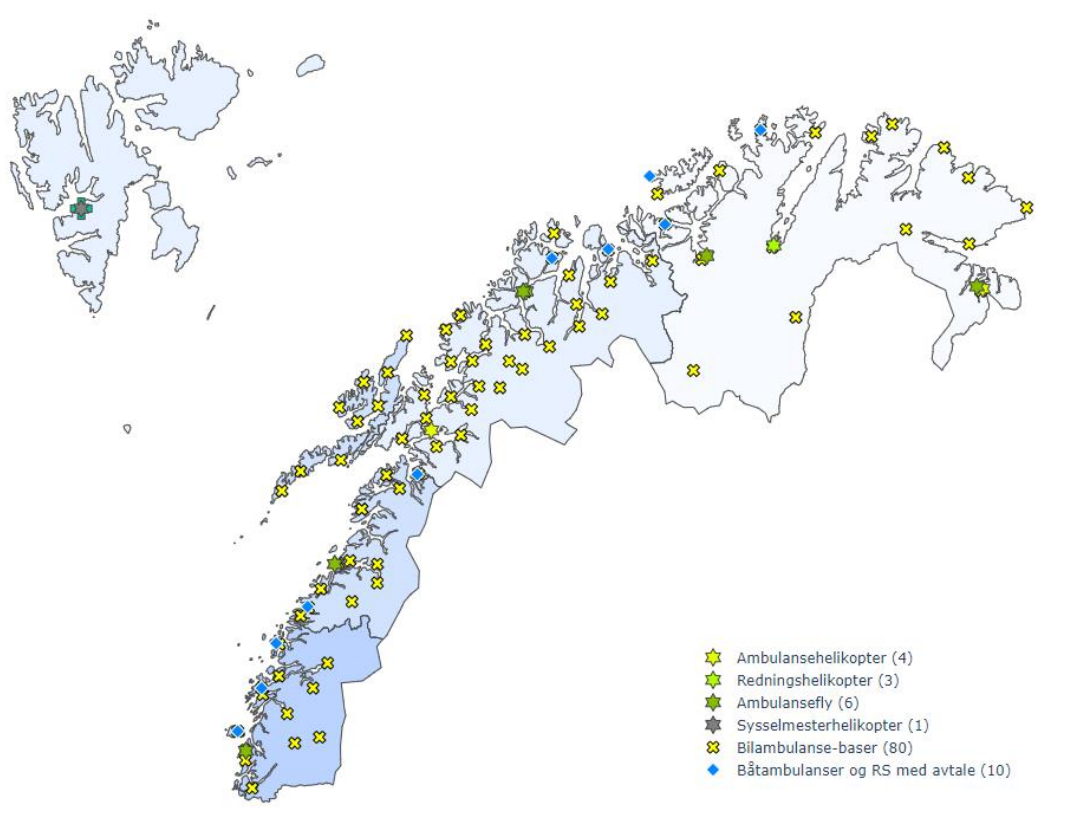 Ambulansehelikopter (4)
Redningshelikopter (3)
Ambulansefly (6)
Sysselmesterhelikopter (1)
Bilambulanse-baser (80)
Båtambulanser og RS med avtale (10)